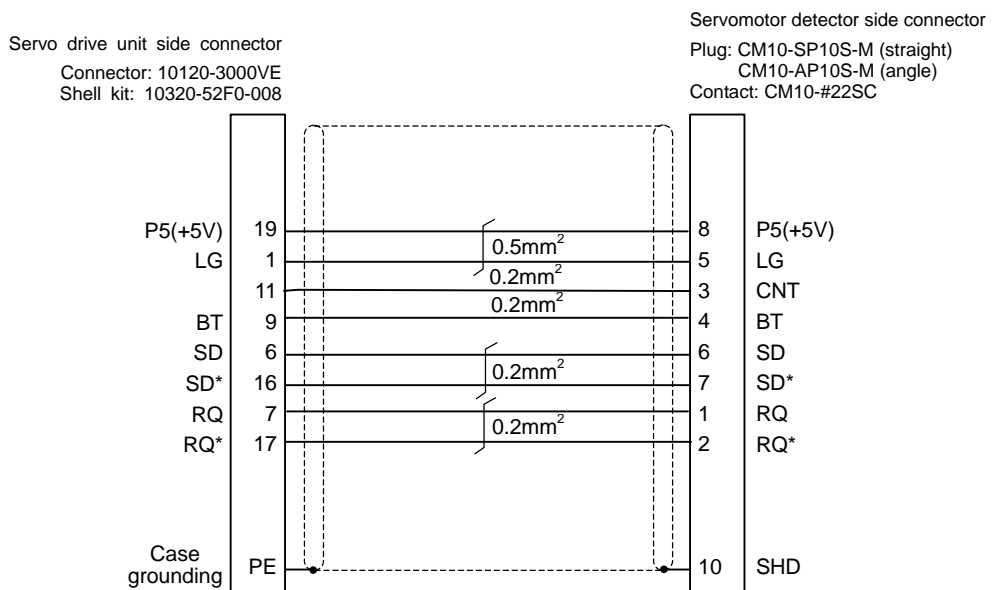 Servo drive unit side connector
Connector: 10120-3000VE
Shell kit: 10320-52F0-008
Servomotor detector side connector
Plug: CM10-SP10S-M (straight)
CM10-AP10S-M (angle)
Contact: CM10-#22SC
P5(+5V) 19 8 P5(+5V)
0.5mm²
LG 1 5 LG
0.2mm²
11 3 CNT
0.2mm²
BT 9 4 BT
SD 6 6 SD
0.2mm²
SD* 16 7 SD*
RQ 7 1 RQ
0.2mm²
RQ* 17 2 RQ*
Case
grounding PE 10 SHD